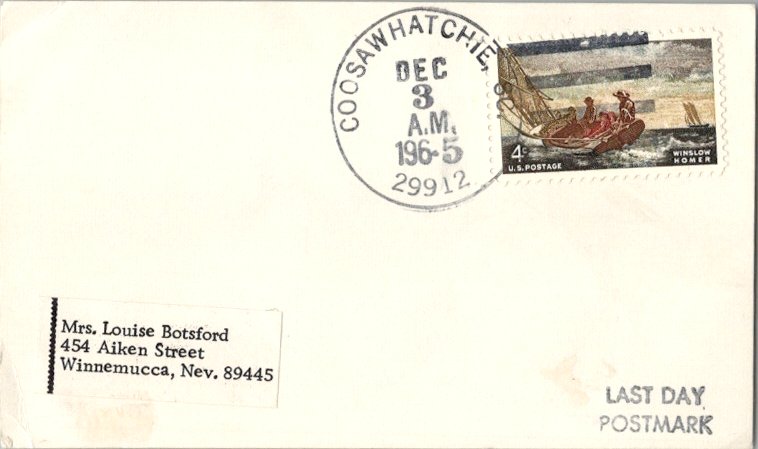 COOSAWHATCHIE, S.C.
DEC
3
A.M.
196-5
29912
4¢
U.S. POSTAGE
WINSLOW
HOMER
Mrs. Louise Botsford
454 Aiken Street
Winnemucca, Nev. 89445
LAST DAY
POSTMARK